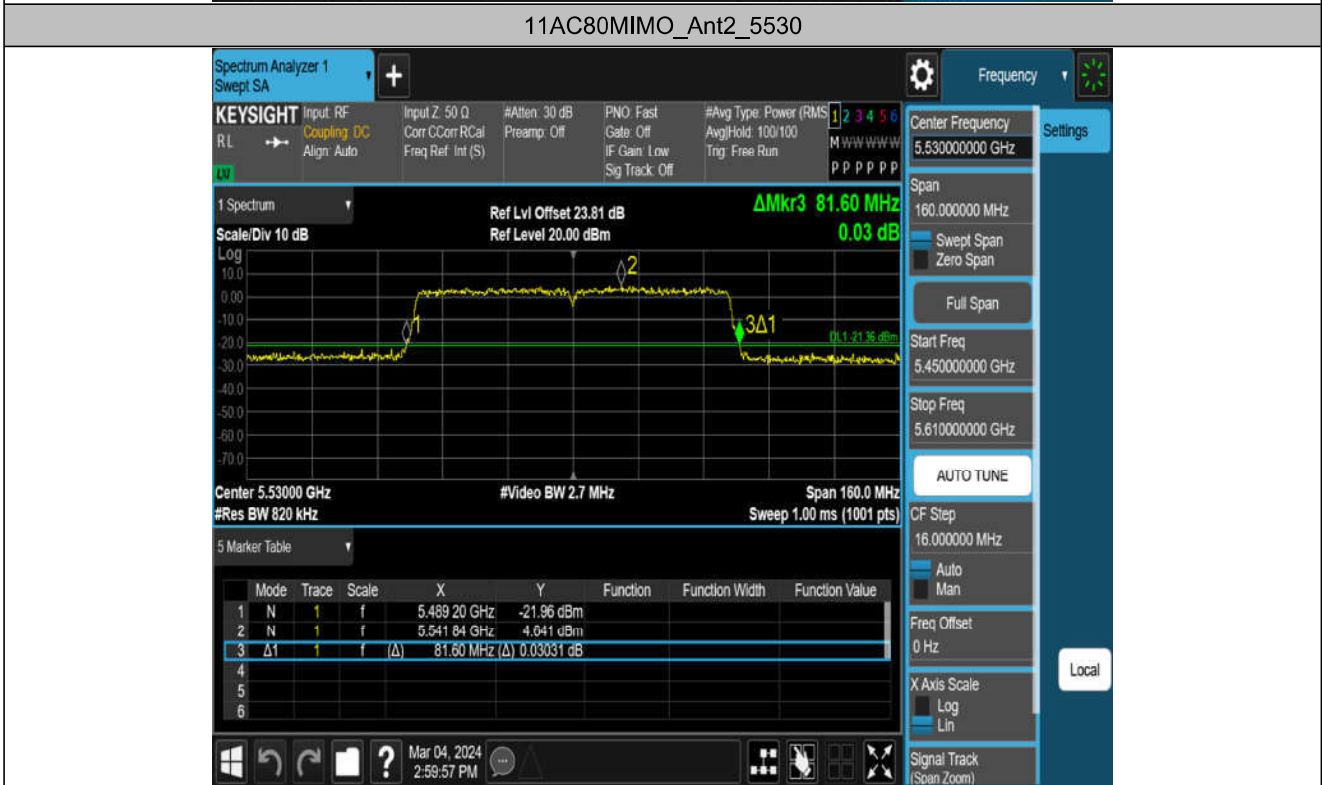 11AC80MIMO_Ant2_5530
Spectrum Analyzer 1
Swept SA
+
Frequency
KEYSIGHT
RL
LXI
Input: RF
Coupling: DC
Align: Auto
Input Z: 50 Ω
Corr CCorr RCal
Freq Ref: Int (S)
#Atten: 30 dB
Preamp: Off
PNO: Fast
Gate: Off
IF Gain: Low
Sig Track: Off
#Avg Type: Power (RMS
Avg|Hold: 100/100
Trig: Free Run
1 2 3 4 5 6
M W W W W W
P P P P P P
Center Frequency
5.530000000 GHz
Settings
1 Spectrum
Scale/Div 10 dB
Ref Lvl Offset 23.81 dB
Ref Level 20.00 dBm
ΔMkr3 81.60 MHz
0.03 dB
Log
10.0
0.00
-10.0
-20.0
-30.0
-40.0
-50.0
-60.0
-70.0
1
2
3Δ1
DL1 -21.36 dBm
Center 5.53000 GHz
#Res BW 820 kHz
#Video BW 2.7 MHz
Span 160.0 MHz
Sweep 1.00 ms (1001 pts)
Span
160.000000 MHz
Swept Span
Zero Span
Full Span
Start Freq
5.450000000 GHz
Stop Freq
5.610000000 GHz
AUTO TUNE
CF Step
16.000000 MHz
Auto
Man
Freq Offset
0 Hz
X Axis Scale
Log
Lin
Signal Track
(Span Zoom)
Local
5 Marker Table
Mode Trace Scale X Y Function Function Width Function Value
1 N 1 f 5.489 20 GHz -21.96 dBm
2 N 1 f 5.541 84 GHz 4.641 dBm
3 Δ1 1 f (Δ) 81.60 MHz (Δ) 0.03031 dB
4
5
6
?
Mar 04, 2024
2:59:57 PM